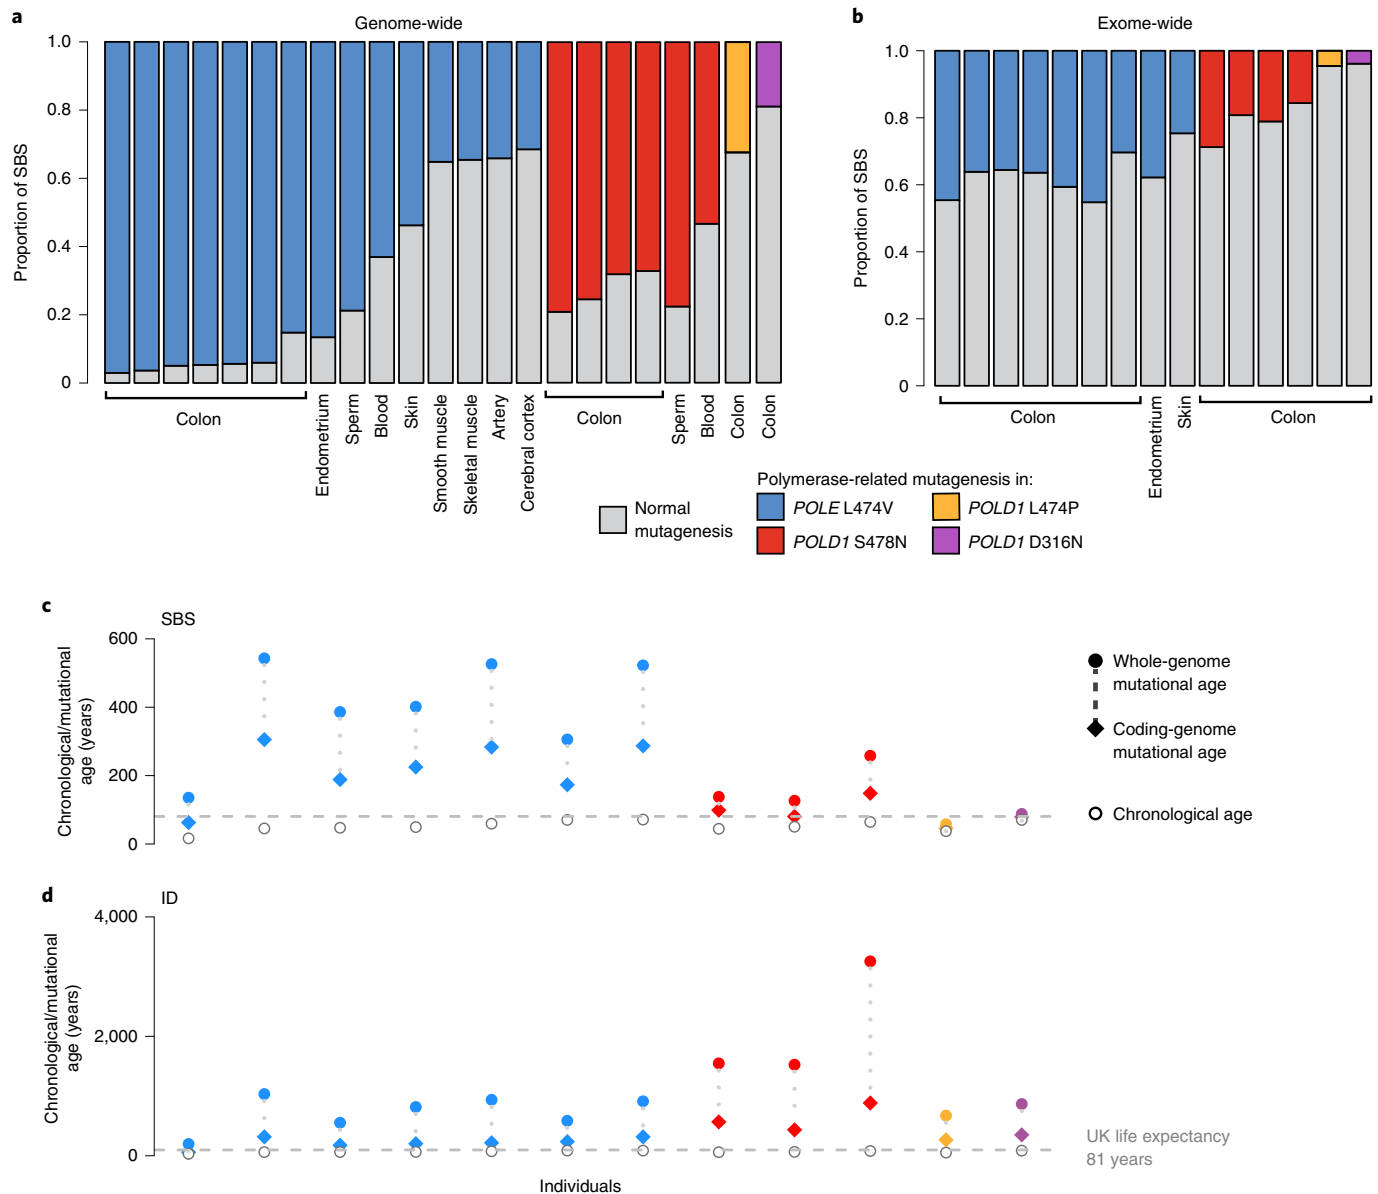 a
Genome-wide
Proportion of SBS
1.0
0.8
0.6
0.4
0.2
0
Colon
Endometrium
Sperm
Blood
Skin
Smooth muscle
Skeletal muscle
Artery
Cerebral cortex
Colon
Sperm
Blood
Colon
Colon
b
Exome-wide
Proportion of SBS
1.0
0.8
0.6
0.4
0.2
0
Colon
Endometrium
Skin
Colon
Normal
mutagenesis
Polymerase-related mutagenesis in:
POLE L474V
POLD1 L474P
POLD1 S478N
POLD1 D316N
c
SBS
Chronological/mutational
age (years)
600
400
200
0
Whole-genome
mutational age
Coding-genome
mutational age
Chronological age
d
ID
Chronological/mutational
age (years)
4,000
2,000
0
UK life expectancy
81 years
Individuals